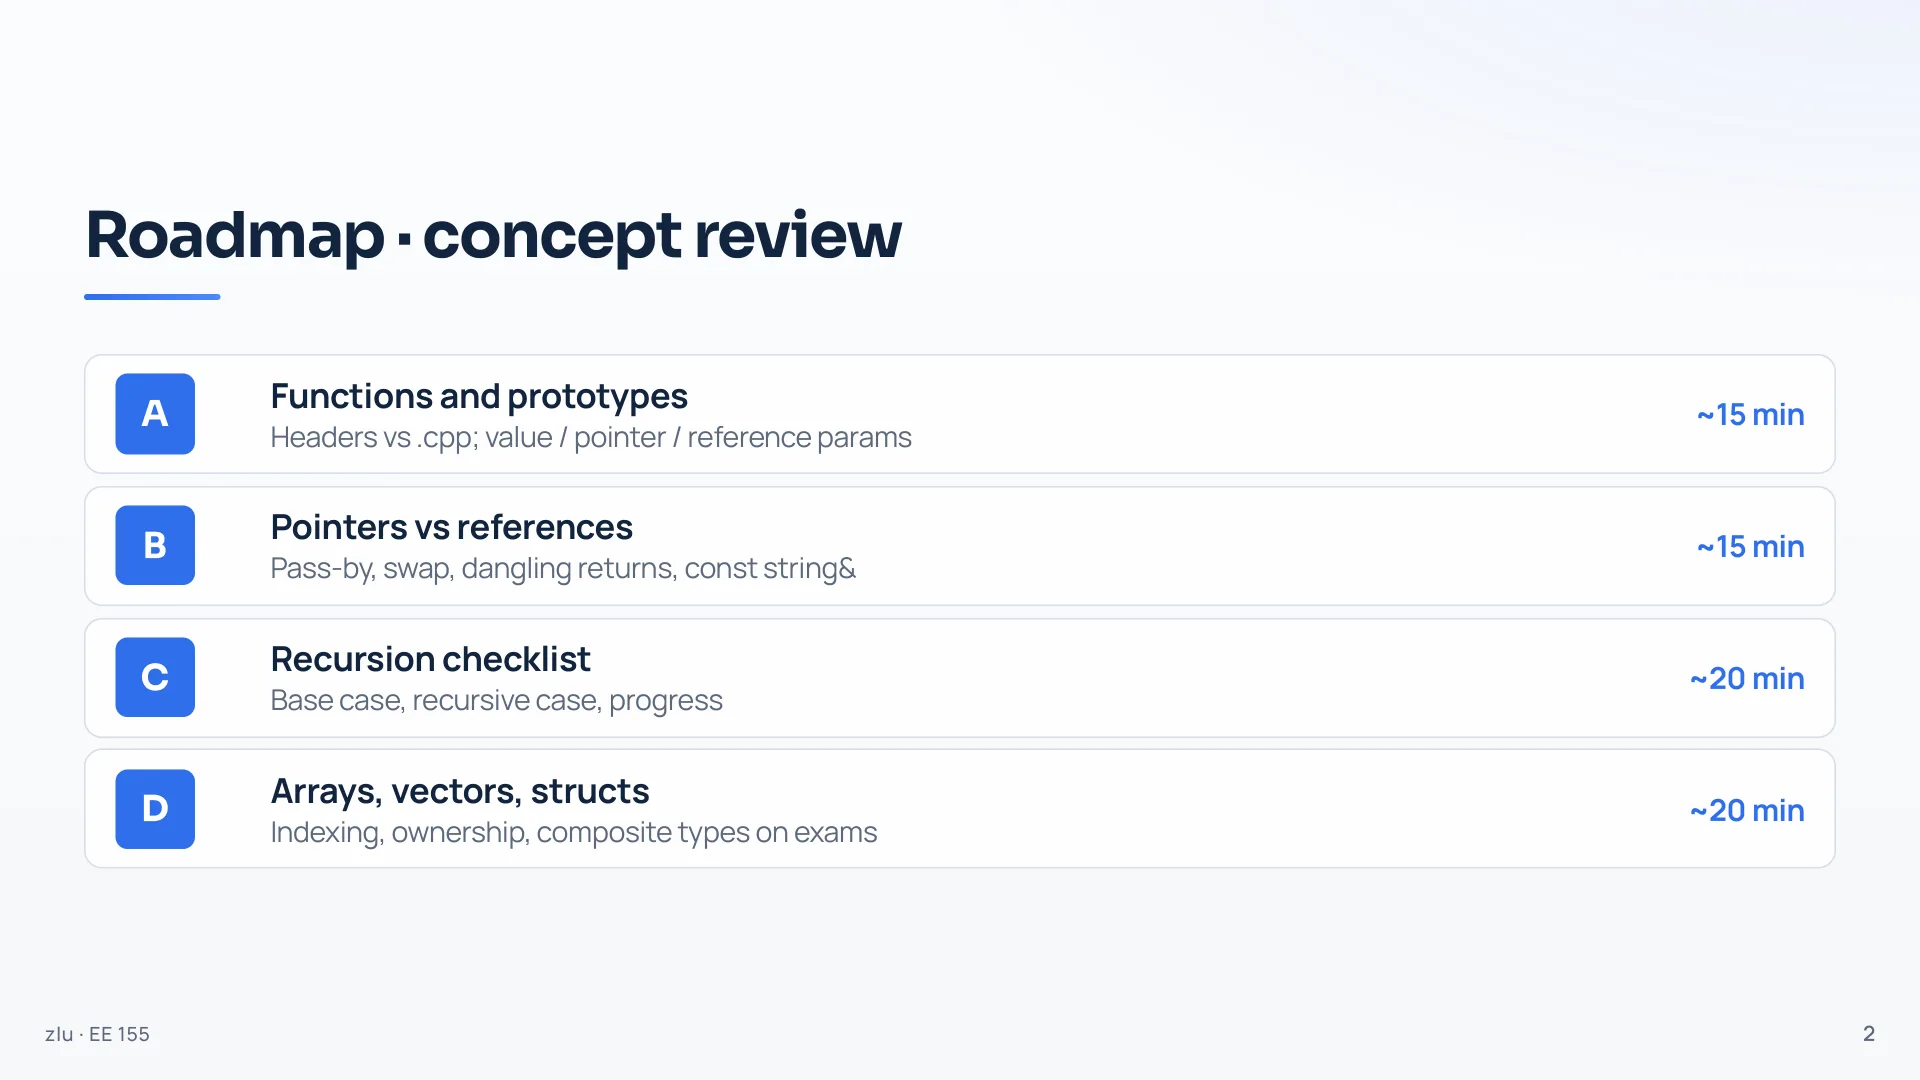 Roadmap · concept review
A
Functions and prototypes
Headers vs .cpp; value / pointer / reference params
~15 min
B
Pointers vs references
Pass-by, swap, dangling returns, const string&
~15 min
C
Recursion checklist
Base case, recursive case, progress
~20 min
D
Arrays, vectors, structs
Indexing, ownership, composite types on exams
~20 min
zlu · EE 155
2